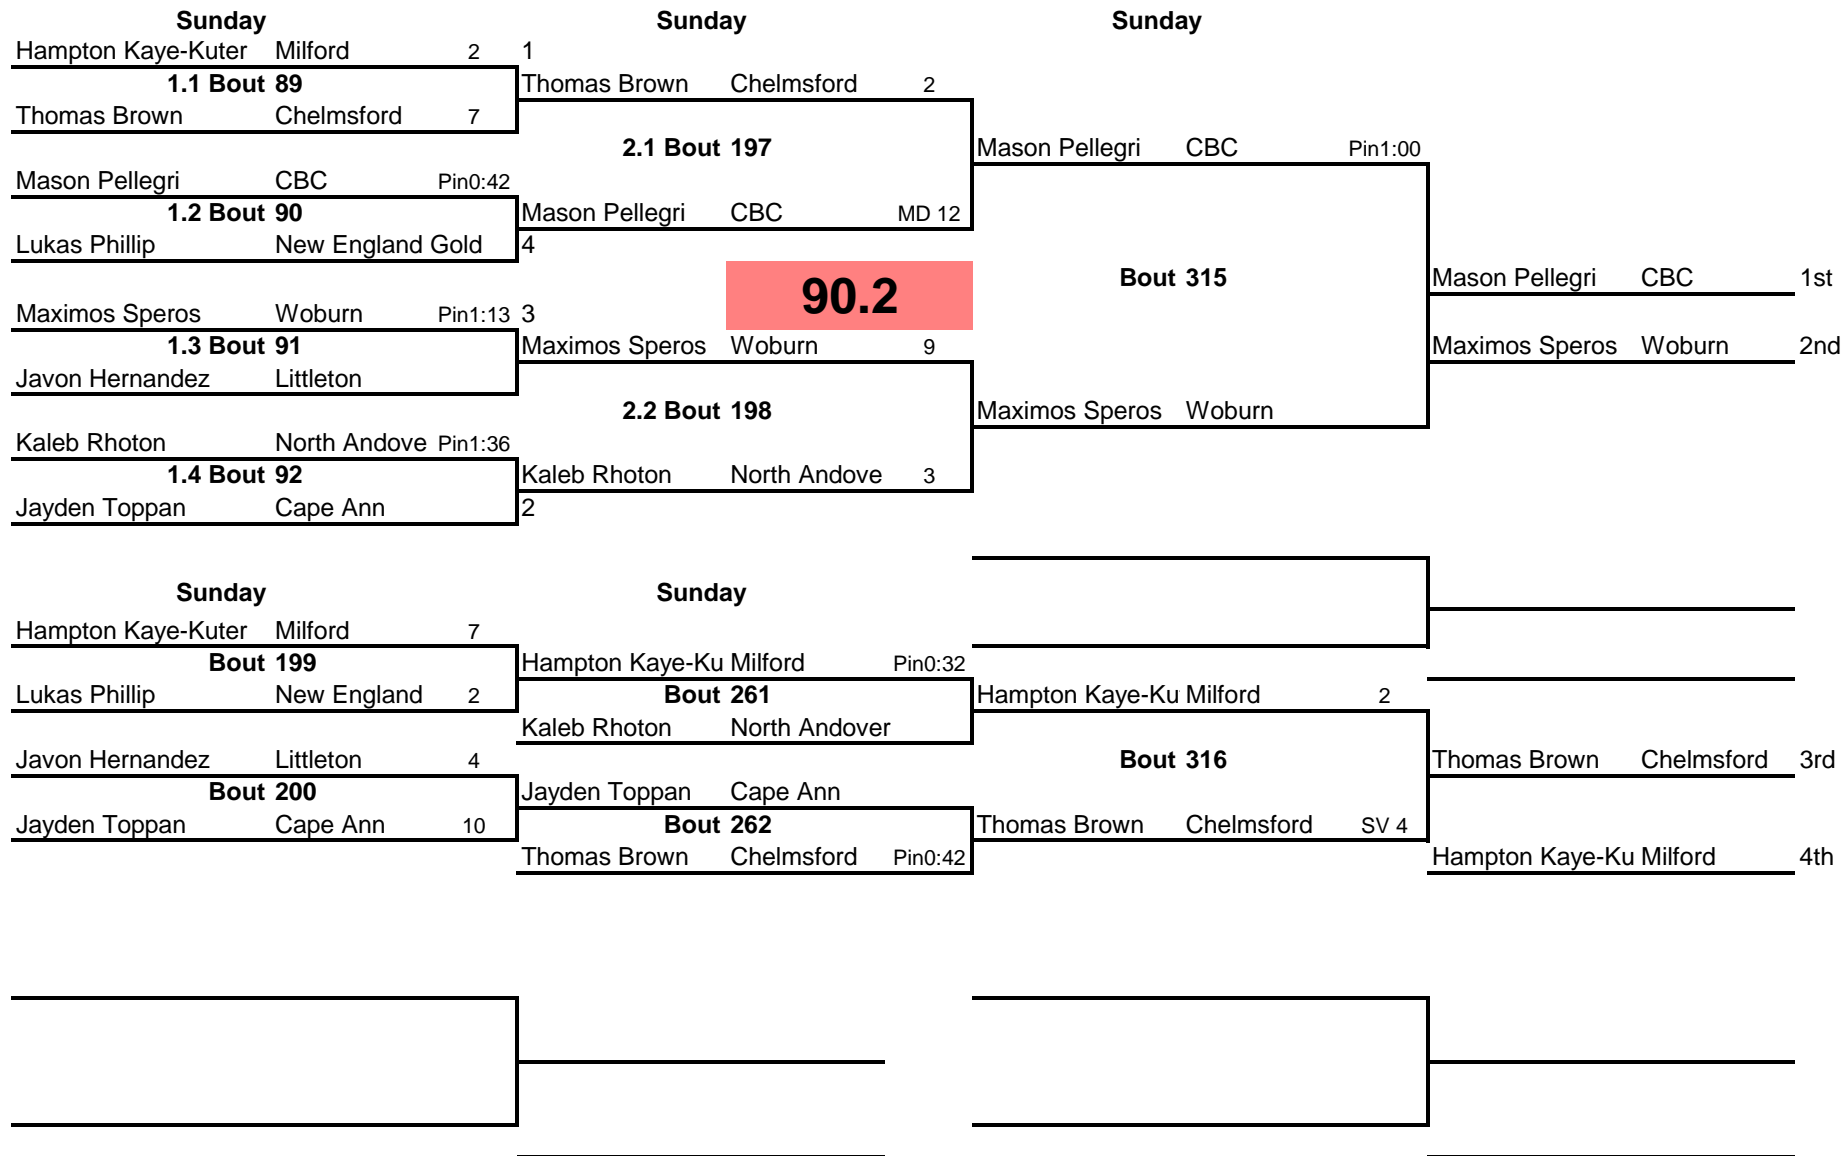 Sunday Sunday Sunday
Hampton Kaye-Kuter Milford 2 1
1.1 Bout 89 Thomas Brown Chelmsford 2
Thomas Brown Chelmsford 7
2.1 Bout 197 Mason Pellegri CBC Pin1:00
Mason Pellegri CBC Pin0:42
1.2 Bout 90 Mason Pellegri CBC MD 12
Lukas Phillip New England Gold 4
90.2 Bout 315 Mason Pellegri CBC 1st
Maximos Speros Woburn Pin1:13 3
1.3 Bout 91 Maximos Speros Woburn 9 Maximos Speros Woburn 2nd
Javon Hernandez Littleton
2.2 Bout 198 Maximos Speros Woburn
Kaleb Rhoton North Andove Pin1:36
1.4 Bout 92 Kaleb Rhoton North Andove 3
Jayden Toppan Cape Ann 2
Sunday Sunday
Hampton Kaye-Kuter Milford 7
Bout 199 Hampton Kaye-Ku Milford Pin0:32
Lukas Phillip New England 2 Bout 261 Hampton Kaye-Ku Milford 2
Kaleb Rhoton North Andover
Javon Hernandez Littleton 4 Bout 316 Thomas Brown Chelmsford 3rd
Bout 200 Jayden Toppan Cape Ann
Jayden Toppan Cape Ann 10 Bout 262 Thomas Brown Chelmsford SV 4
Thomas Brown Chelmsford Pin0:42 Hampton Kaye-Ku Milford 4th